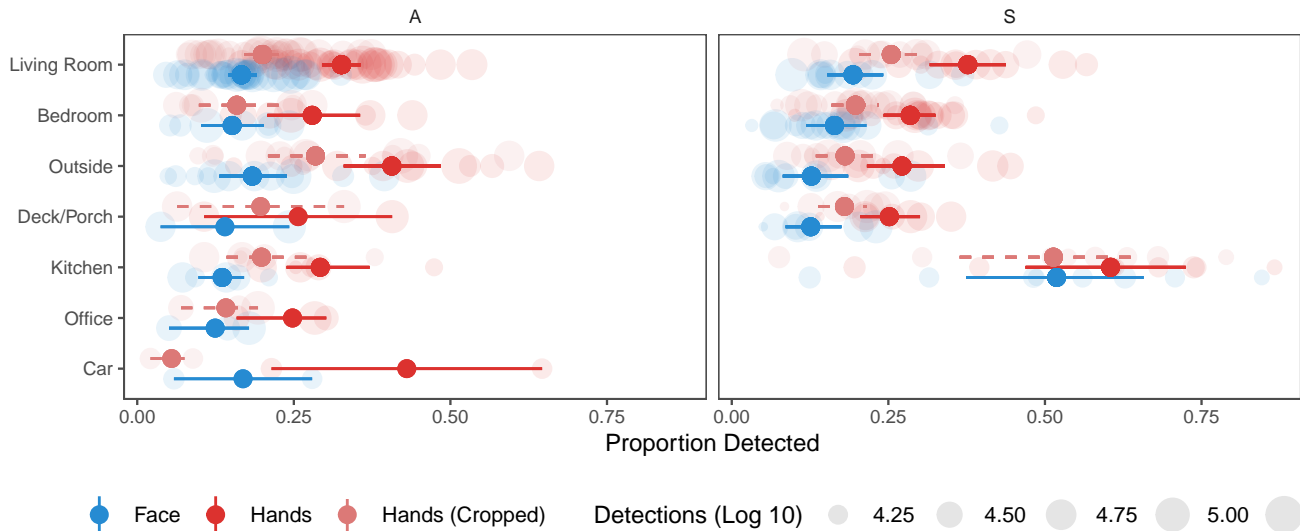 A S
Living Room
Bedroom
Outside
Deck/Porch
Kitchen
Office
Car
0.00 0.25 0.50 0.75 0.00 0.25 0.50 0.75
Proportion Detected
Face Hands Hands (Cropped) Detections (Log 10) 4.25 4.50 4.75 5.00